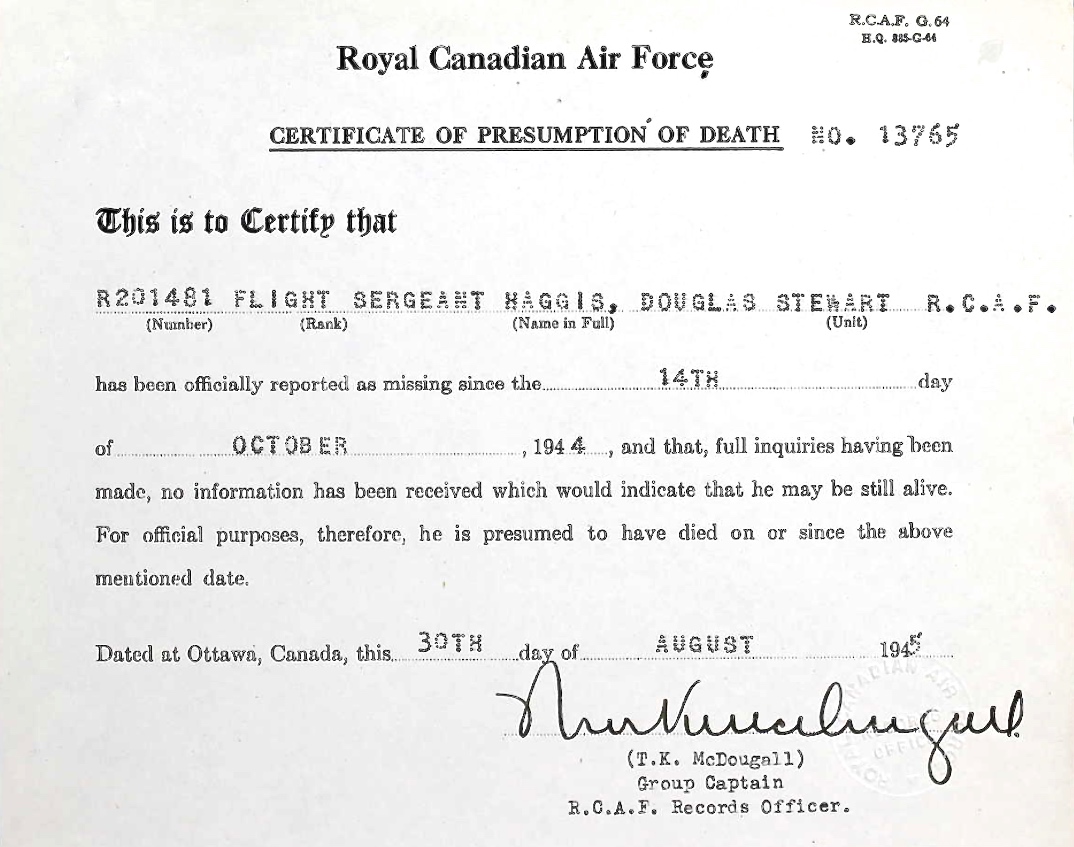 R.C.A.F. G. 64
H.Q. 885-G-64
Royal Canadian Air Force
CERTIFICATE OF PRESUMPTION OF DEATH NO. 13765
This is to Certify that
R201481 FLIGHT SERGEANT HAGGIS, DOUGLAS STEWART R.C.A.F.
(Number) (Rank) (Name in Full) (Unit)
has been officially reported as missing since the 14TH day
of OCTOBER, 1944, and that, full inquiries having been
made, no information has been received which would indicate that he may be still alive.
For official purposes, therefore, he is presumed to have died on or since the above
mentioned date.
Dated at Ottawa, Canada, this 30TH day of AUGUST 1945
(T.K. McDougall)
Group Captain
R.C.A.F. Records Officer.